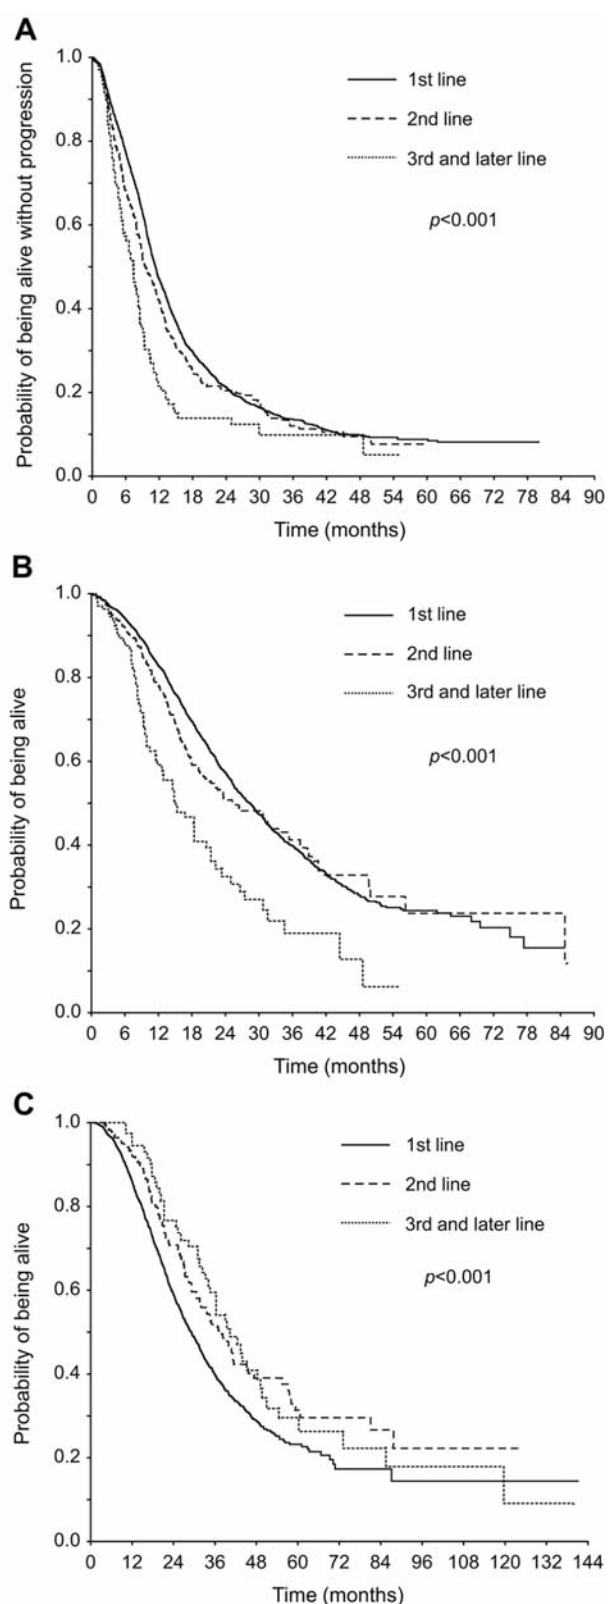 A
Probability of being alive without progression
1.0
0.8
0.6
0.4
0.2
0.0
1st line
2nd line
3rd and later line
p<0.001
0 6 12 18 24 30 36 42 48 54 60 66 72 78 84 90
Time (months)
B
Probability of being alive
1.0
0.8
0.6
0.4
0.2
0.0
1st line
2nd line
3rd and later line
p<0.001
0 6 12 18 24 30 36 42 48 54 60 66 72 78 84 90
Time (months)
C
Probability of being alive
1.0
0.8
0.6
0.4
0.2
0.0
1st line
2nd line
3rd and later line
p<0.001
0 12 24 36 48 60 72 84 96 108 120 132 144
Time (months)